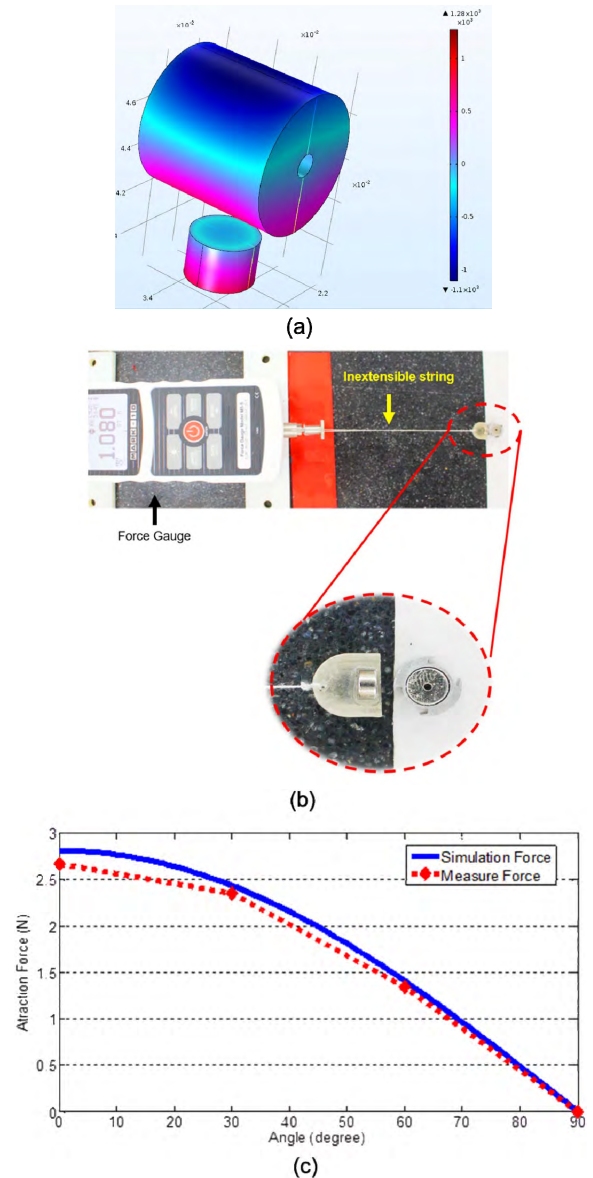 ▲ 1.28×10³
×10³
×10⁻²
×10⁻²
1
4.6
0.5
4.4
0
×10⁻²
4.2
-0.5
4
-1
3.4
2.2
▼ -1.1×10³
(a)
Inextensible string
1.080
Force Gauge
(b)
3
Simulation Force
Measure Force
2.5
2
1.5
1
0.5
0
Atraction Force (N)
0 10 20 30 40 50 60 70 80 90
Angle (degree)
(c)